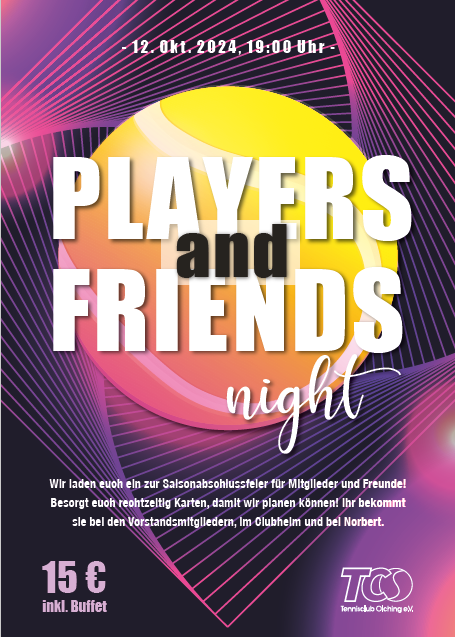 - 12. Okt. 2024, 19:00 Uhr -
PLAYERS
and
FRIENDS
night
Wir laden euch ein zur Saisonabschlussfeier für Mitglieder und Freunde!
Besorgt euch rechtzeitig Karten, damit wir planen können! Ihr bekommt
sie bei den Vorstandsmitgliedern, im Clubheim und bei Norbert.
15 €
inkl. Buffet
TCO
Tennisclub Olching e.V.